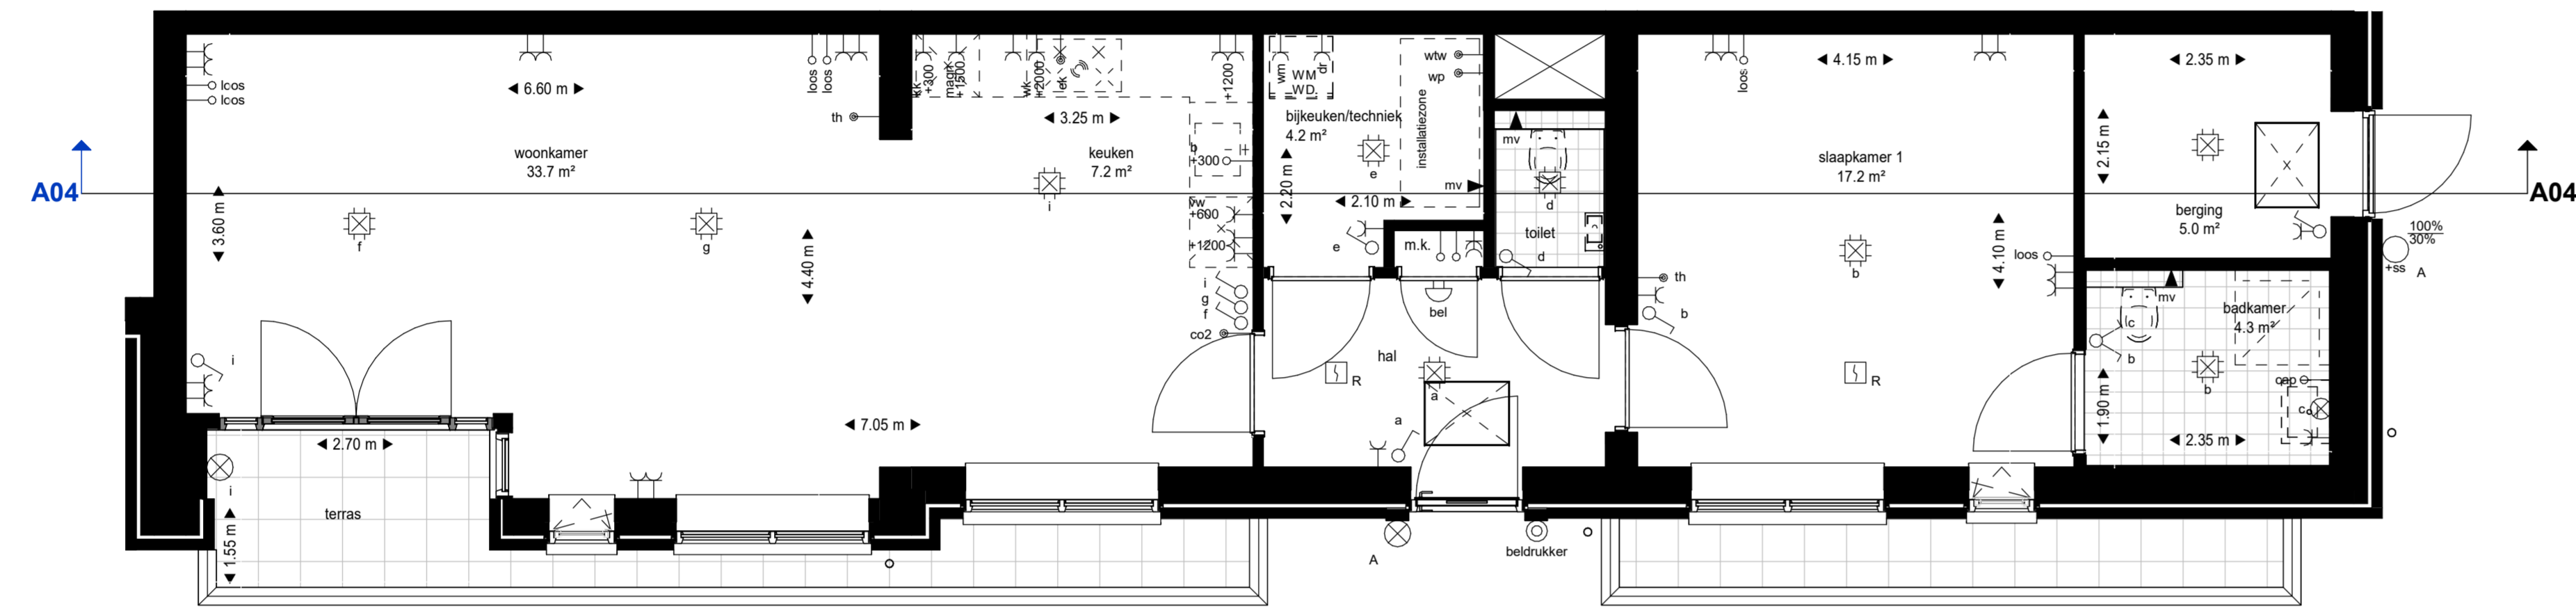 loos
loos
6.60 m
loos
loos
th
woonkamer
33.7 m²
A04
3.60 m
f
g
4.40 m
i
2.70 m
i
terras
1.55 m
7.05 m
kk
+300
magn
+1500
wk
+2000
ek
+1200
3.25 m
keuken
7.2 m²
i
b
+300
vw
+600
+1200
i
g
f
co2
wm
WM
WD
dr
bijkeuken/techniek
4.2 m²
e
2.20 m
2.10 m
e
installatiezone
wtw
wp
mv
m.k.
mv
d
toilet
d
bel
hal
R
a
a
A
beldrukker
loos
4.15 m
slaapkamer 1
17.2 m²
b
th
b
R
4.10 m
loos
2.35 m
2.15 m
berging
5.0 m²
A04
100%
30%
+ss
A
mv
badkamer
4.3 m²
c
b
b
cap
c
1.90 m
2.35 m